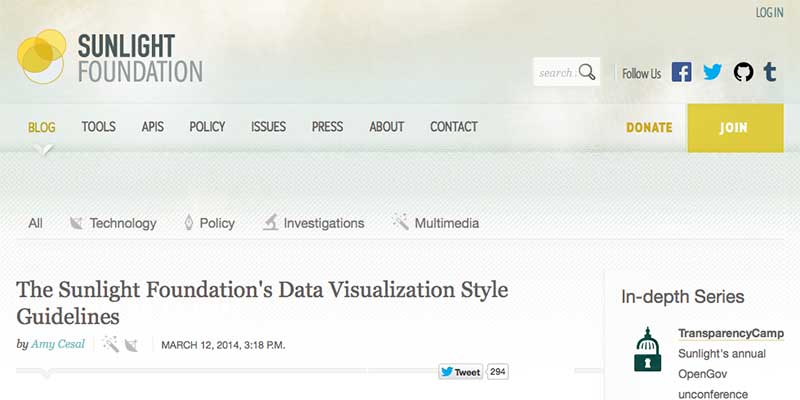 LOG IN
SUNLIGHT
FOUNDATION
search
Follow Us
BLOG TOOLS APIS POLICY ISSUES PRESS ABOUT CONTACT DONATE JOIN
All Technology Policy Investigations Multimedia
The Sunlight Foundation's Data Visualization Style
Guidelines
by Amy Cesal MARCH 12, 2014, 3:18 P.M.
Tweet 294
In-depth Series
TransparencyCamp
Sunlight's annual
OpenGov
unconference